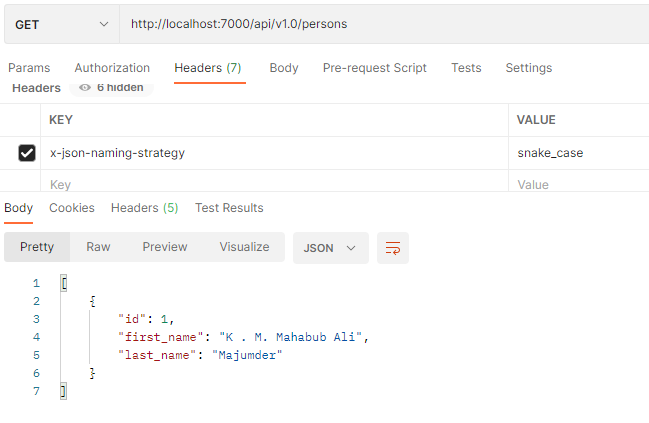 GET http://localhost:7000/api/v1.0/persons
Params Authorization Headers (7) Body Pre-request Script Tests Settings
Headers 6 hidden
KEY VALUE
x-json-naming-strategy snake_case
Key Value
Body Cookies Headers (5) Test Results
Pretty Raw Preview Visualize JSON
1 [
2 {
3 "id": 1,
4 "first_name": "K . M. Mahabub Ali",
5 "last_name": "Majumder"
6 }
7 ]